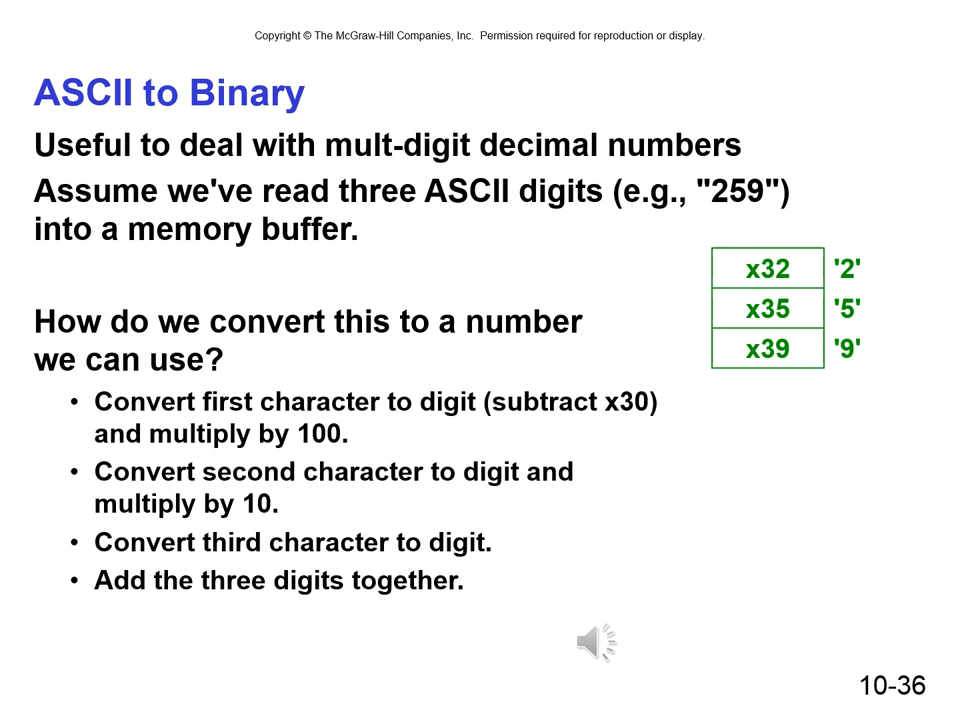 Copyright © The McGraw-Hill Companies, Inc.  Permission required for reproduction or display.
ASCII to Binary
Useful to deal with mult-digit decimal numbers
Assume we've read three ASCII digits (e.g., "259")
into a memory buffer.
x32 '2'
x35 '5'
x39 '9'
How do we convert this to a number
we can use?
• Convert first character to digit (subtract x30)
and multiply by 100.
• Convert second character to digit and
multiply by 10.
• Convert third character to digit.
• Add the three digits together.
10-36